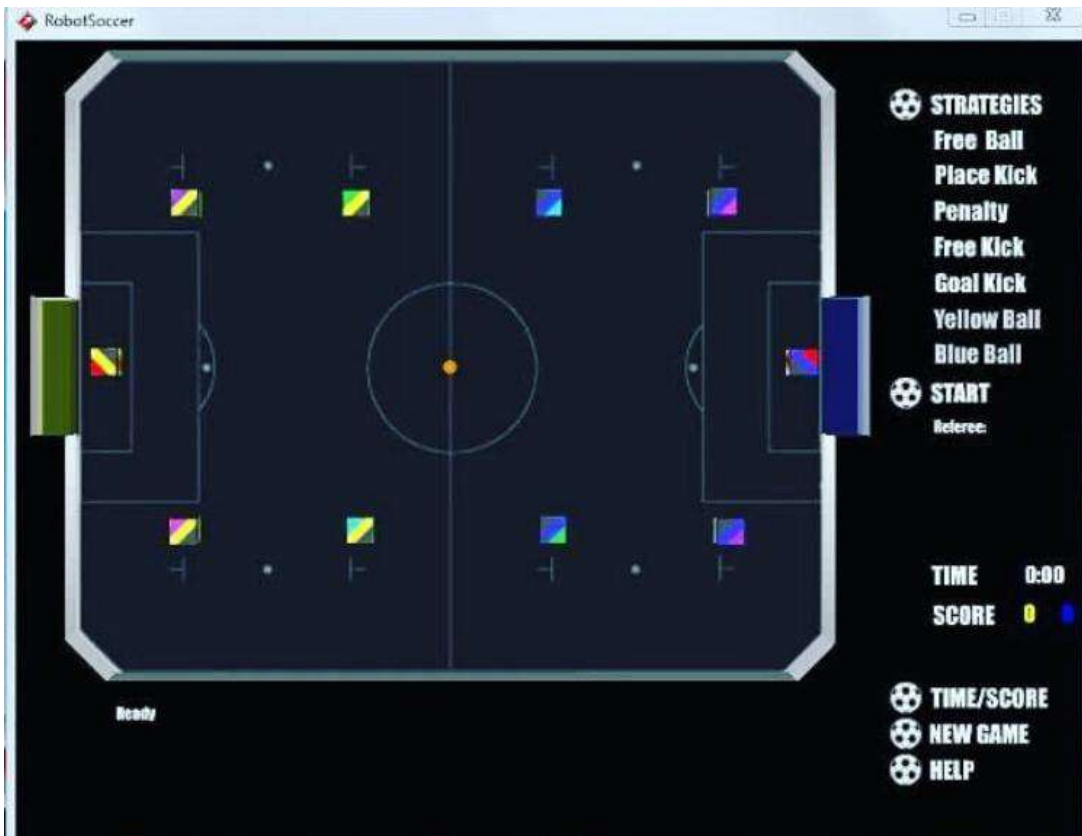 RobotSoccer
STRATEGIES
Free Ball
Place Kick
Penalty
Free Kick
Goal Kick
Yellow Ball
Blue Ball
START
Referee:
TIME 0:00
SCORE 0 0
Ready
TIME/SCORE
NEW GAME
HELP